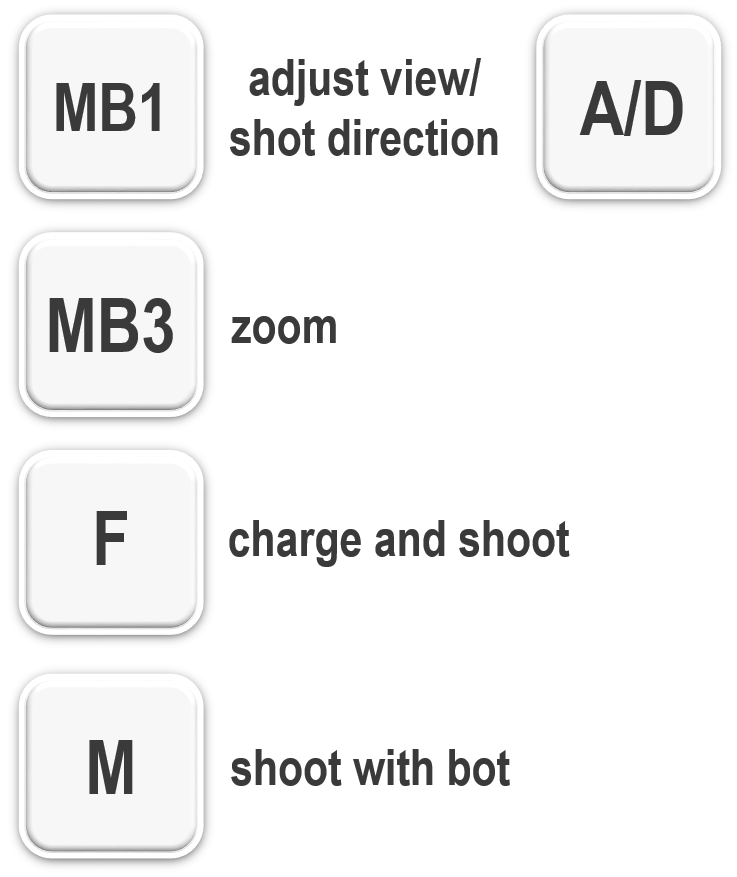 MB1
adjust view/
shot direction
A/D
MB3
zoom
F
charge and shoot
M
shoot with bot